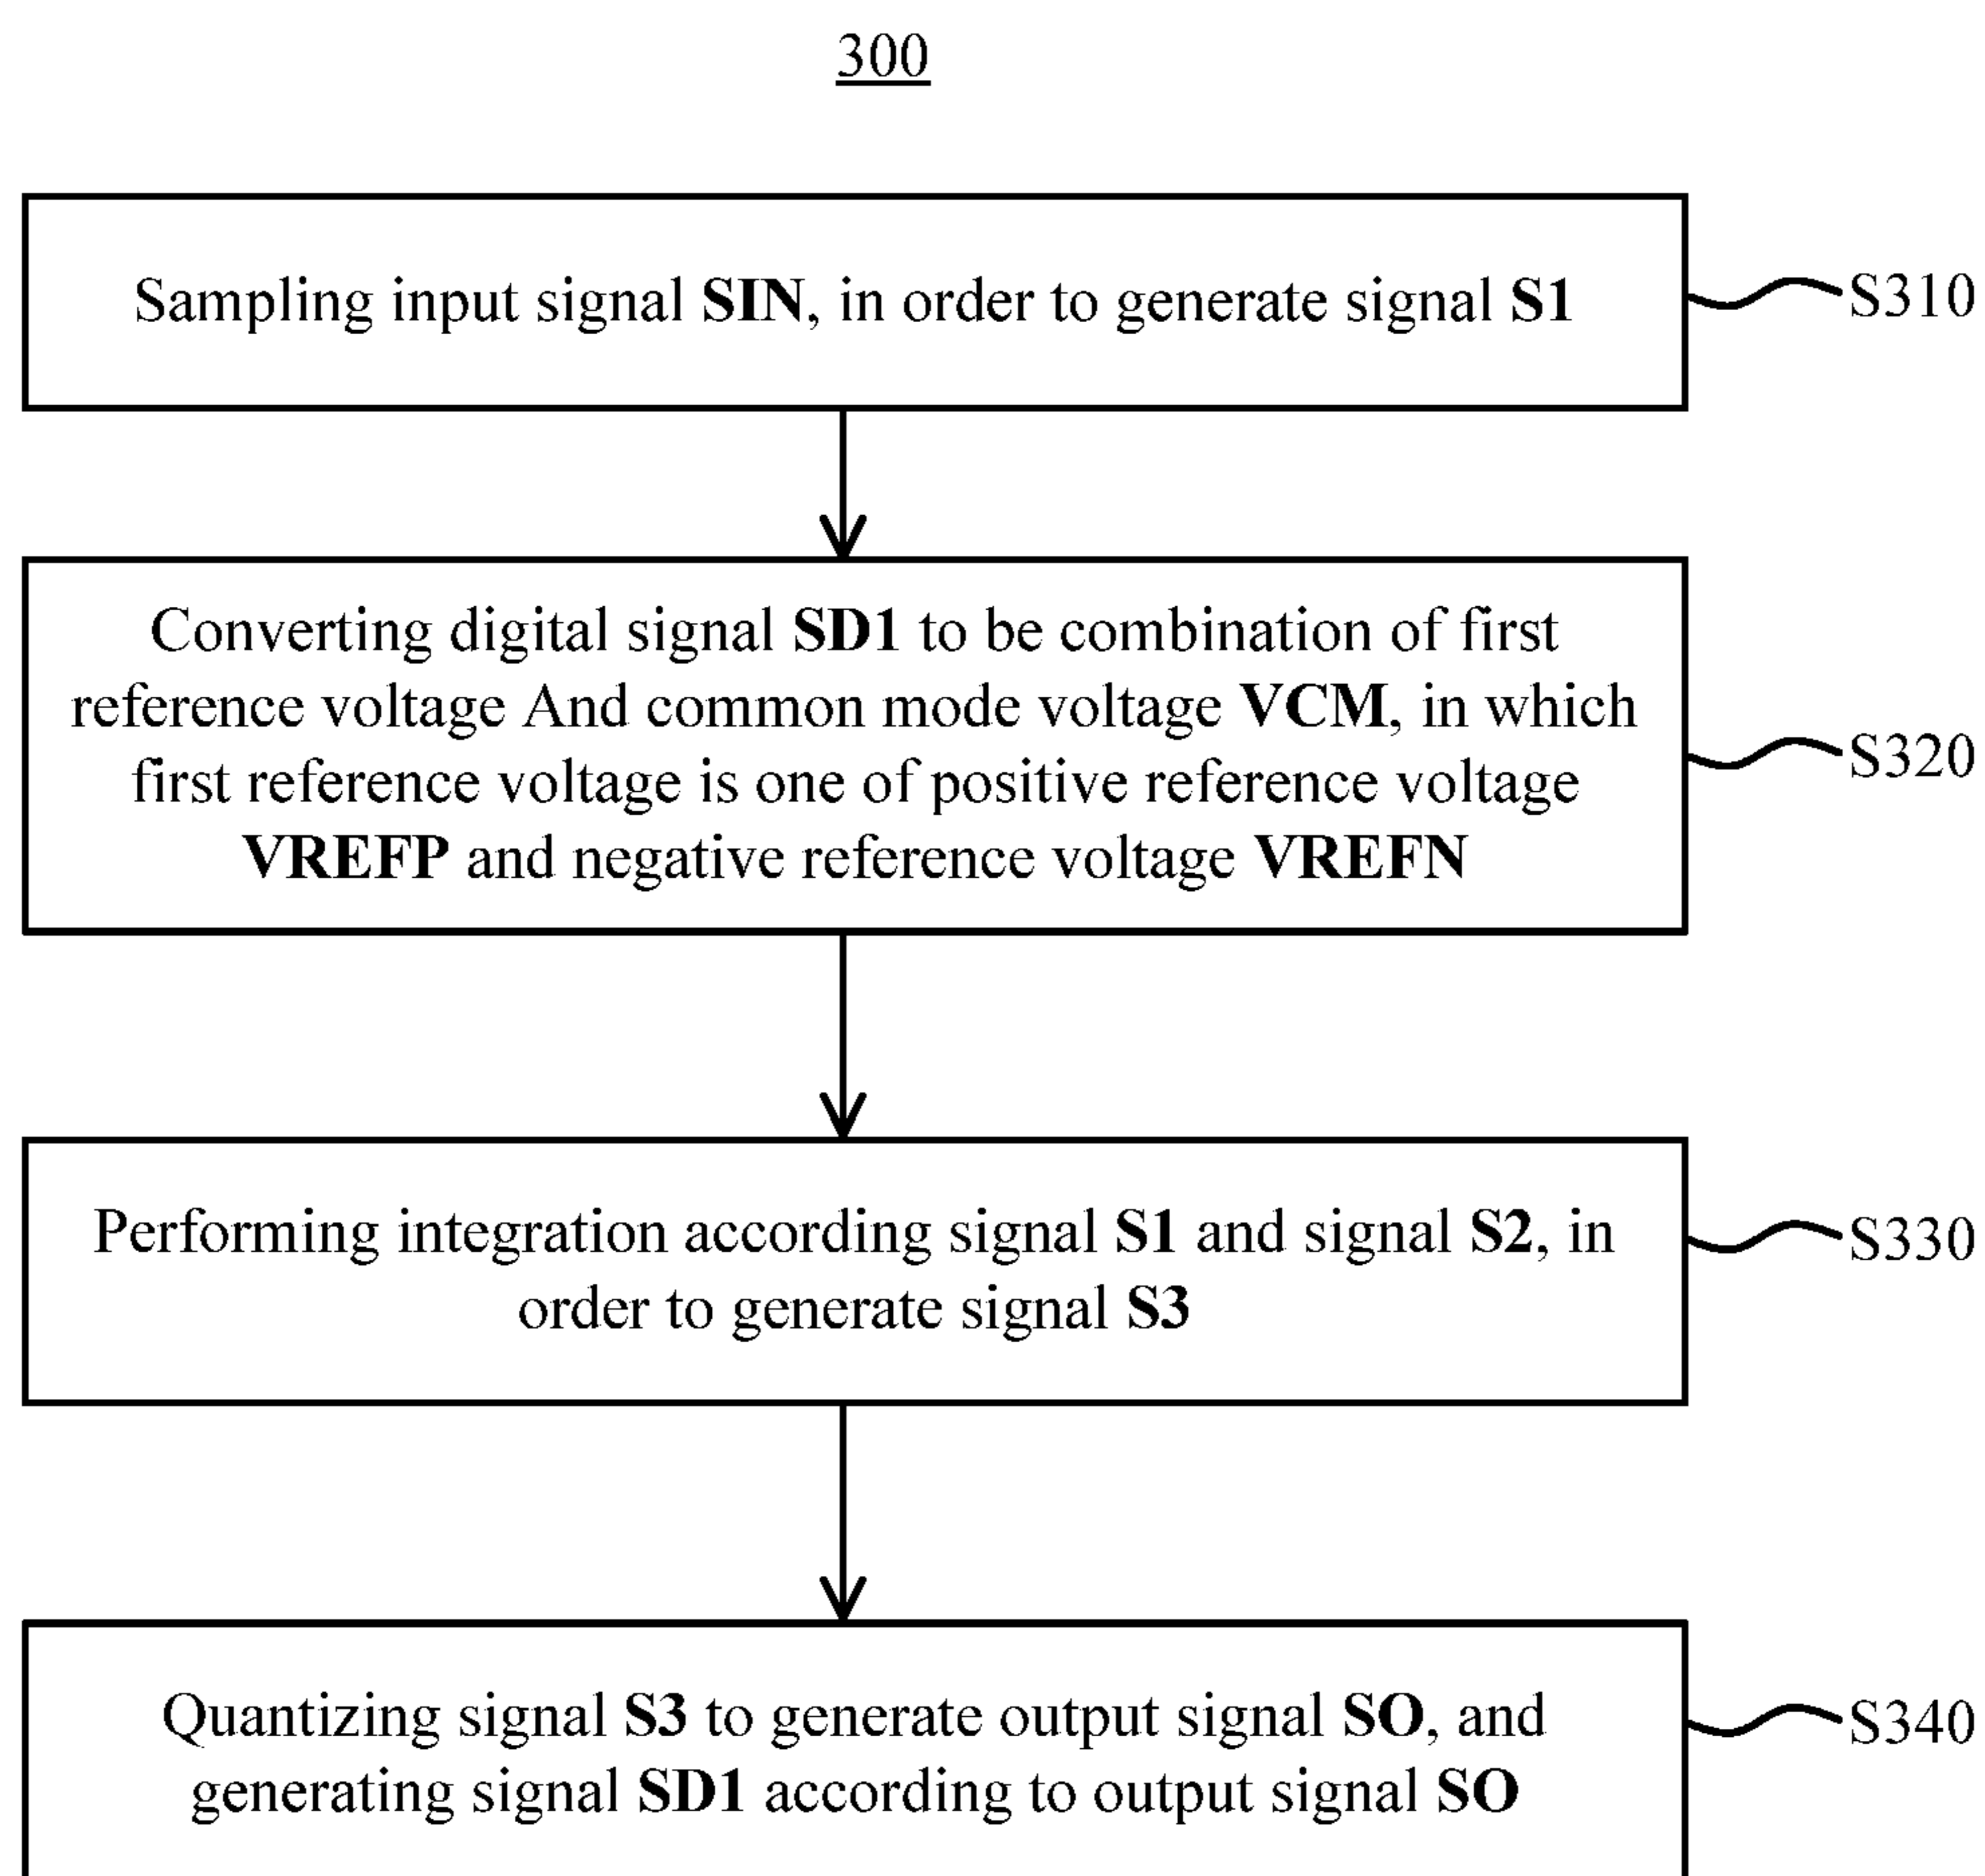 300
Sampling input signal SIN, in order to generate signal S1
S310
Converting digital signal SD1 to be combination of first
reference voltage And common mode voltage VCM, in which
first reference voltage is one of positive reference voltage
VREFP and negative reference voltage VREFN
S320
Performing integration according signal S1 and signal S2, in
order to generate signal S3
S330
Quantizing signal S3 to generate output signal SO, and
generating signal SD1 according to output signal SO
S340